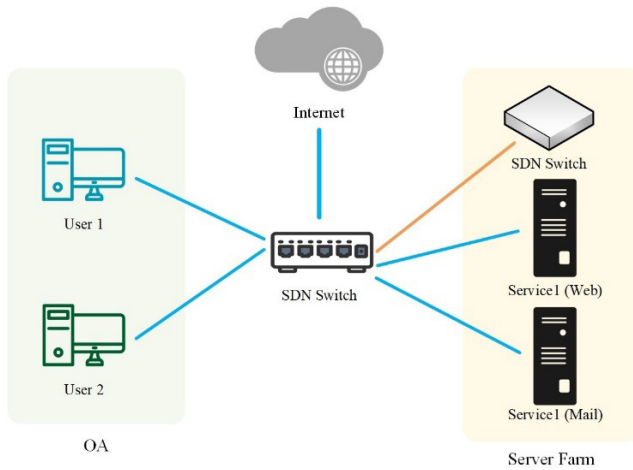 Internet
SDN Switch
User 1
Service1 (Web)
SDN Switch
User 2
Service1 (Mail)
OA
Server Farm